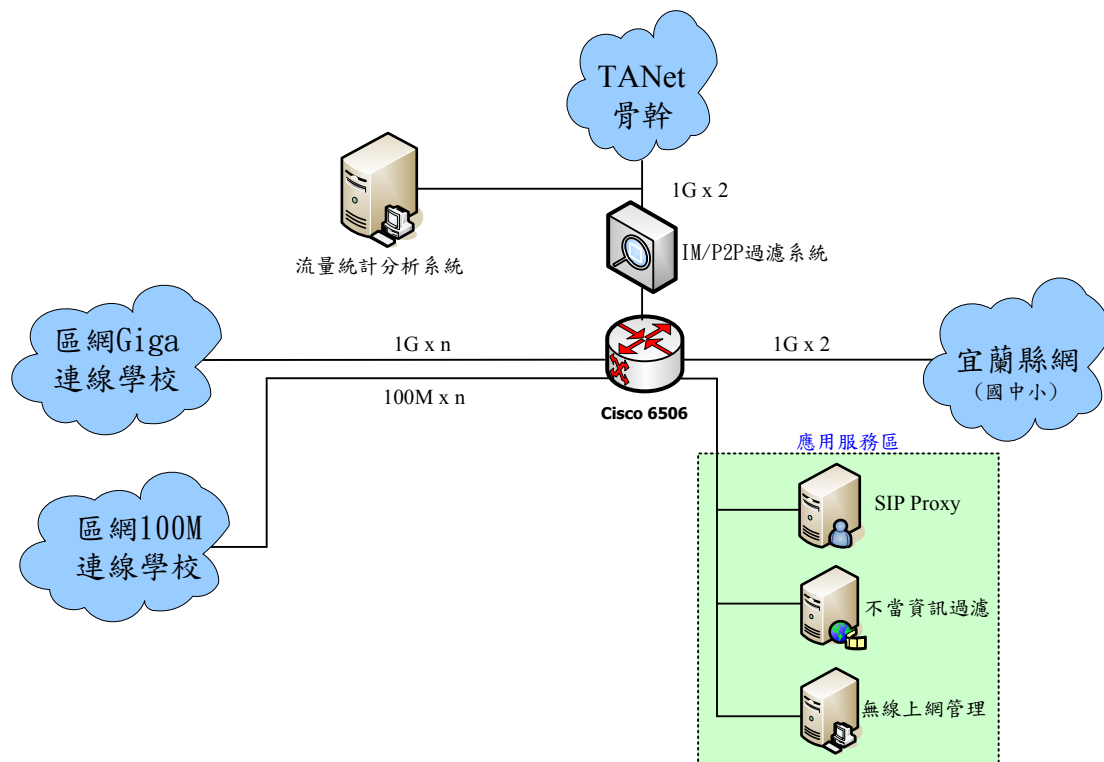 TANet
骨幹
1G x 2
流量統計分析系統
IM/P2P過濾系統
區網Giga
連線學校
1G x n
1G x 2
宜蘭縣網
(國中小)
100M x n
Cisco 6506
應用服務區
SIP Proxy
區網100M
連線學校
不當資訊過濾
無線上網管理